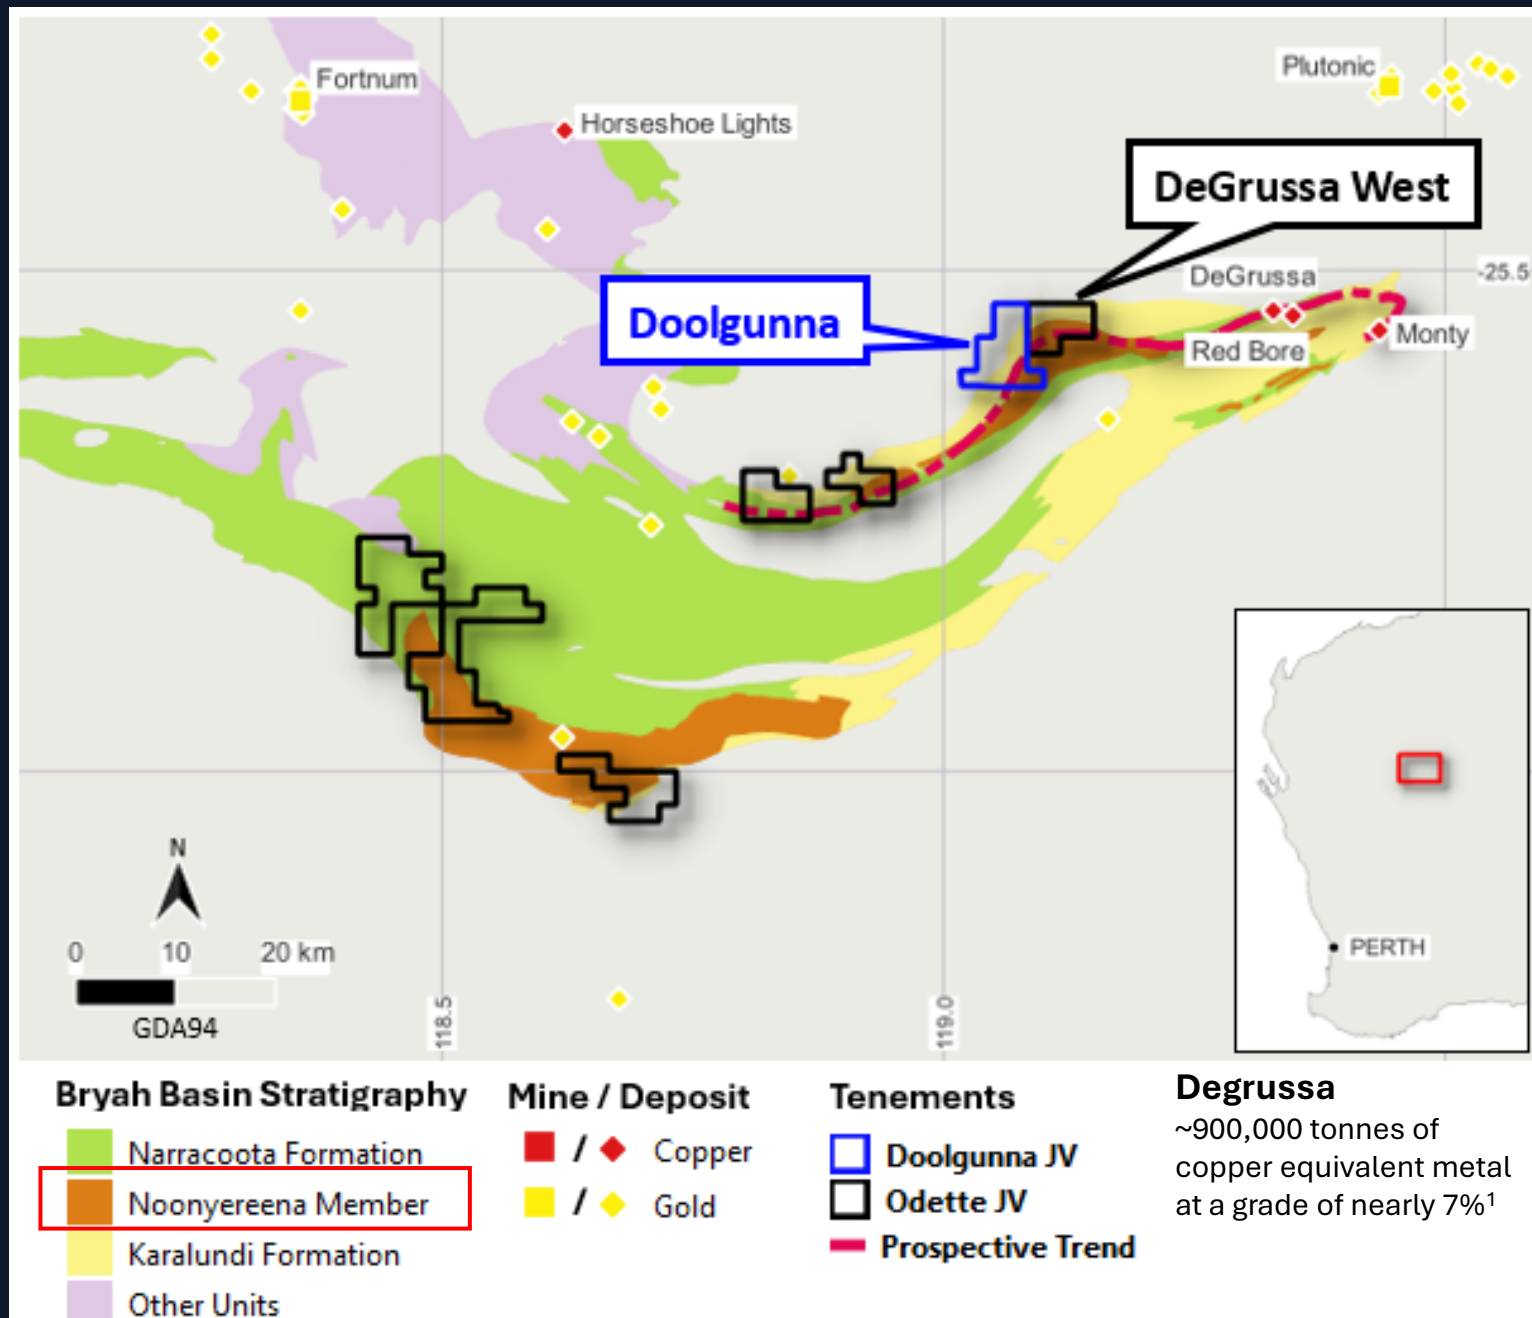 Fortnum
Plutonic
Horseshoe Lights
DeGrussa West
DeGrussa
-25.5
Doolgunna
Monty
Red Bore
N
0 10 20 km
GDA94
118.5
119.0
PERTH
Bryah Basin Stratigraphy
Narracoota Formation
Noonyereena Member
Karalundi Formation
Other Units
Mine / Deposit
/ Copper
/ Gold
Tenements
Doolgunna JV
Odette JV
Prospective Trend
Degrussa
~900,000 tonnes of
copper equivalent metal
at a grade of nearly 7%¹